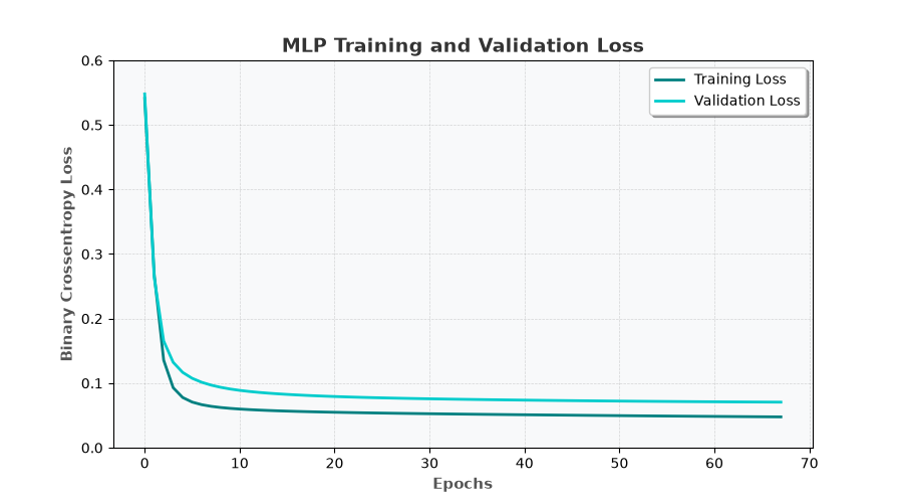 MLP Training and Validation Loss
Training Loss
Validation Loss
Binary Crossentropy Loss
0.6
0.5
0.4
0.3
0.2
0.1
0.0
0 10 20 30 40 50 60 70
Epochs